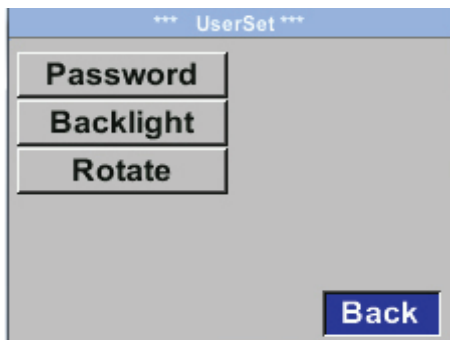 *** UserSet ***
Password
Backlight
Rotate
Back